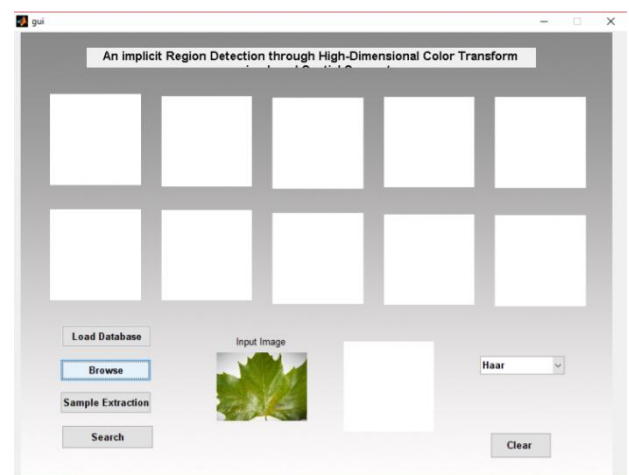 gui
An implicit Region Detection through High-Dimensional Color Transform
Load Database
Input Image
Browse
Haar
Sample Extraction
Search
Clear